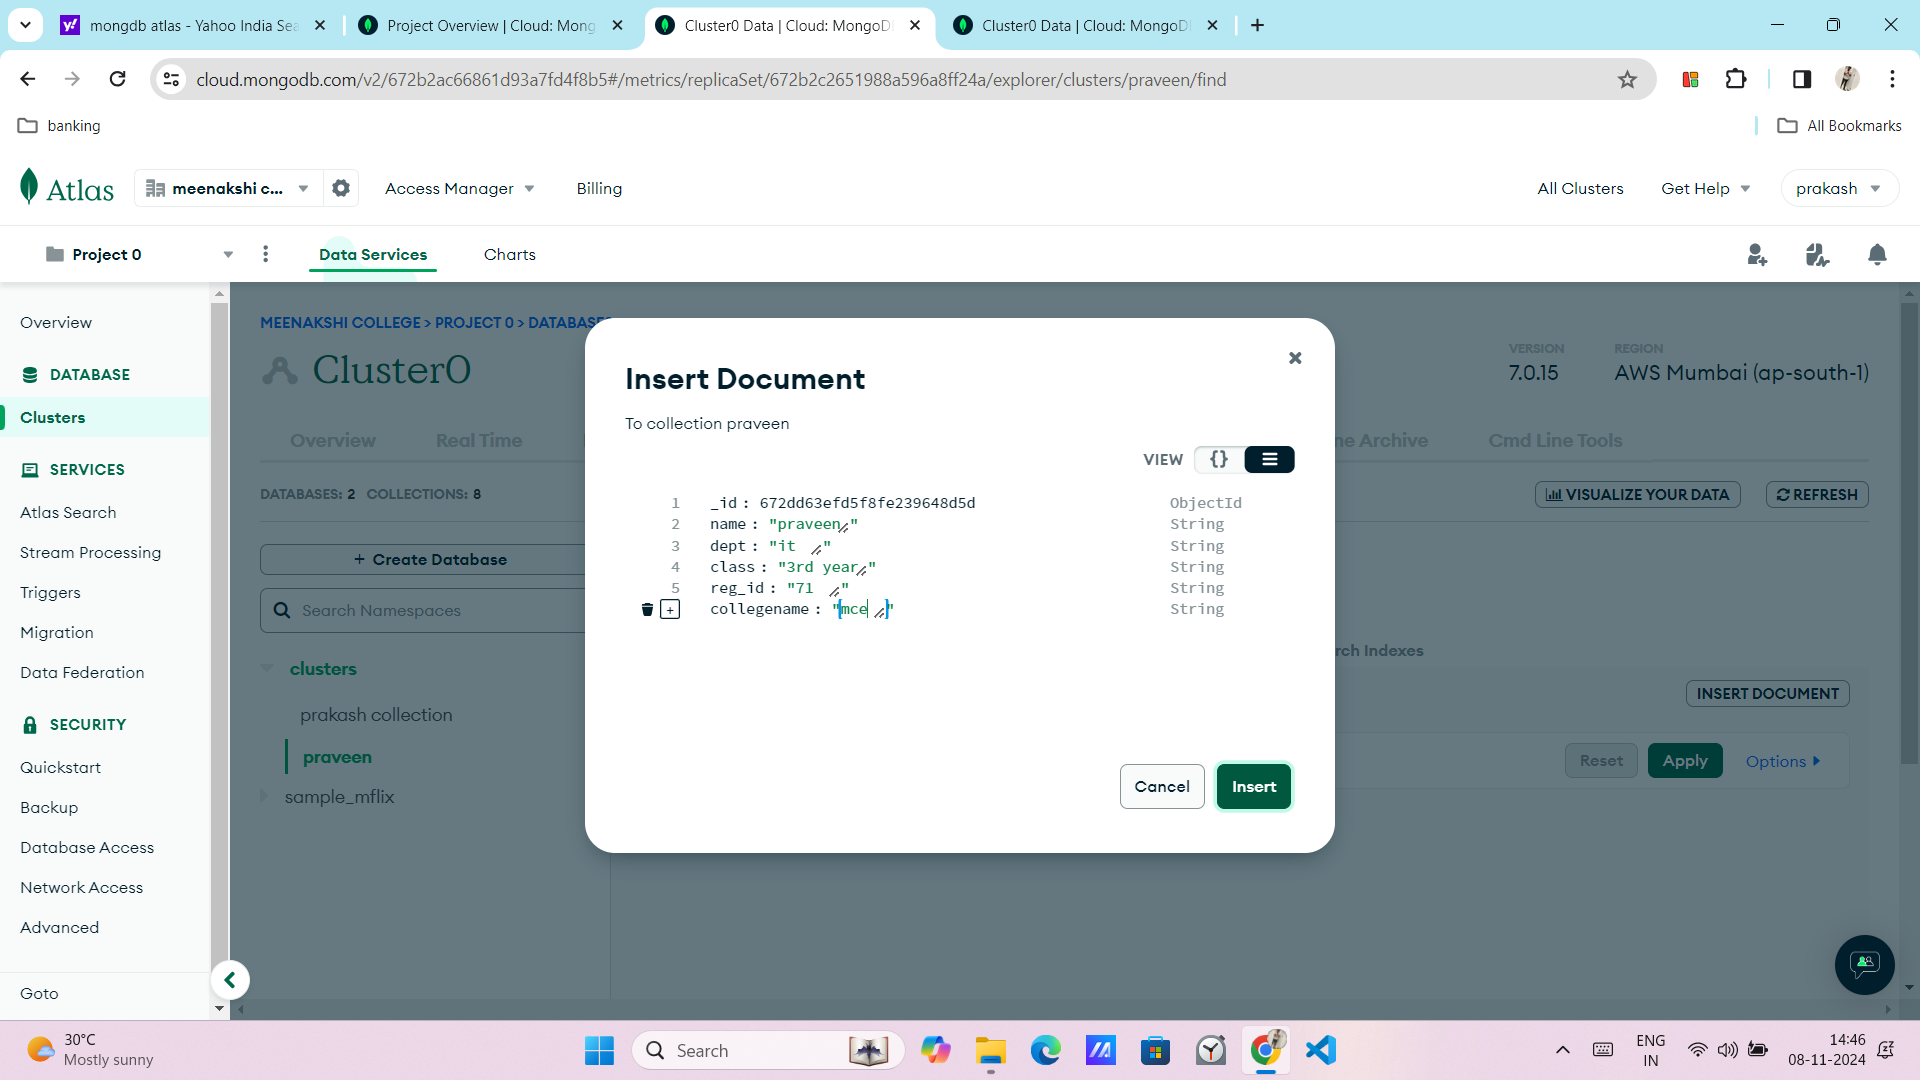 mongdb atlas - Yahoo India Sea
Project Overview | Cloud: Mong
Cluster0 Data | Cloud: MongoDB
Cluster0 Data | Cloud: MongoDB
cloud.mongodb.com/v2/672b2ac66861d93a7fd4f8b5#/metrics/replicaSet/672b2c2651988a596a8ff24a/explorer/clusters/praveen/find
banking
All Bookmarks
Atlas
meenakshi c...
Access Manager
Billing
All Clusters
Get Help
prakash
Project 0
Data Services
Charts
Overview
DATABASE
Clusters
SERVICES
Atlas Search
Stream Processing
Triggers
Migration
Data Federation
SECURITY
Quickstart
Backup
Database Access
Network Access
Advanced
Goto
MEENAKSHI COLLEGE > PROJECT 0 > DATABASES
Cluster0
VERSION
7.0.15
REGION
AWS Mumbai (ap-south-1)
Overview
Real Time
ne Archive
Cmd Line Tools
DATABASES: 2 COLLECTIONS: 8
VISUALIZE YOUR DATA
REFRESH
+ Create Database
Search Namespaces
clusters
prakash collection
praveen
sample_mflix
rch Indexes
INSERT DOCUMENT
Reset
Apply
Options
Insert Document
To collection praveen
VIEW {}
1 _id : 672dd63efd5f8fe239648d5d ObjectId
2 name : "praveen" String
3 dept : "it " String
4 class : "3rd year" String
5 reg_id : "71 " String
+ collegename : "mce " String
Cancel
Insert
30°C
Mostly sunny
Search
ENG
IN
14:46
08-11-2024